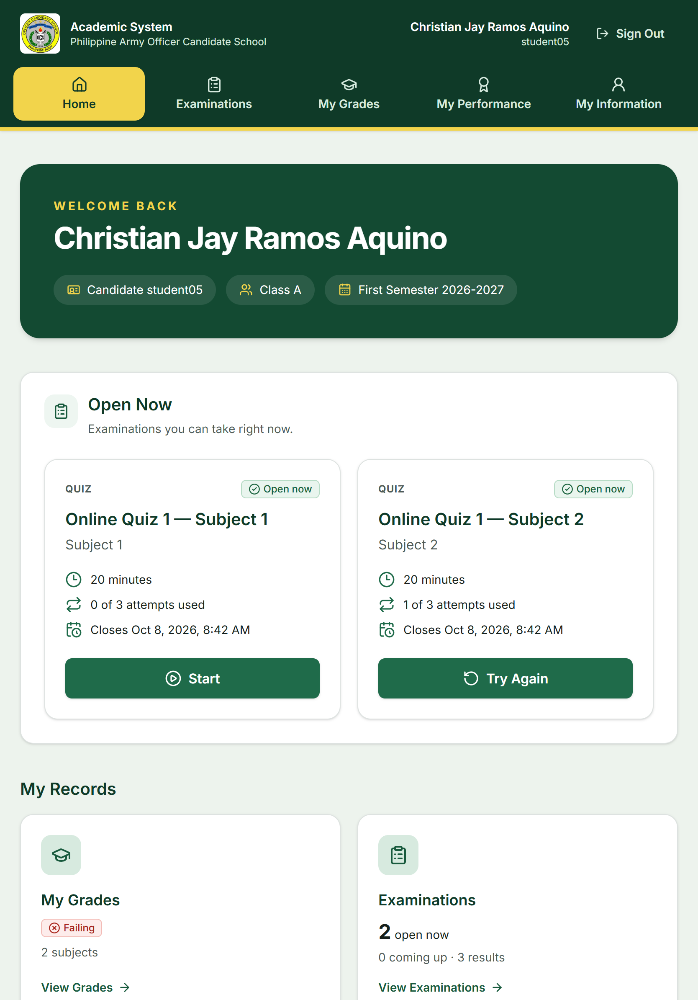 OFFICER CANDIDATE SCHOOL
OCS
PHILIPPINE ARMY
Academic System
Philippine Army Officer Candidate School
Christian Jay Ramos Aquino
student05
Sign Out
Home
Examinations
My Grades
My Performance
My Information
WELCOME BACK
Christian Jay Ramos Aquino
Candidate student05
Class A
First Semester 2026-2027
Open Now
Examinations you can take right now.
QUIZ
Open now
Online Quiz 1 — Subject 1
Subject 1
20 minutes
0 of 3 attempts used
Closes Oct 8, 2026, 8:42 AM
Start
QUIZ
Open now
Online Quiz 1 — Subject 2
Subject 2
20 minutes
1 of 3 attempts used
Closes Oct 8, 2026, 8:42 AM
Try Again
My Records
My Grades
Failing
2 subjects
View Grades
Examinations
2 open now
0 coming up · 3 results
View Examinations